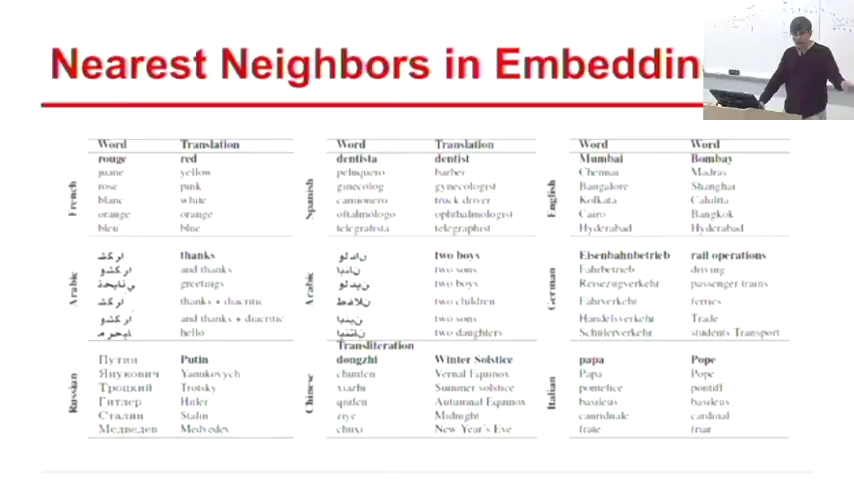 Nearest Neighbors in Embeddin
Word Translation
French
rouge red
jaune yellow
rose pink
blanc white
orange orange
bleu blue
Word Translation
Spanish
dentista dentist
peluquero barber
ginecólog gynecologist
camionero truck driver
oftalmólogo ophthalmologist
telegrafista telegraphist
Word Word
English
Mumbai Bombay
Chennai Madras
Bangalore Shanghai
Kolkata Calcutta
Cairo Bangkok
Hyderabad Hyderabad
Arabic
thanks
and thanks
greetings
thanks + diacritic
and thanks + diacritic
hello
Arabic
two boys
two sons
two boys
two children
two sons
two daughters
German
Eisenbahnbetrieb rail operations
Fahrbetrieb driving
Reisezugverkehr passenger trains
Fährverkehr ferries
Handelsverkehr Trade
Schülerverkehr students Transport
Russian
Путин Putin
Янукович Yanukovych
Троцкий Trotsky
Гитлер Hitler
Сталин Stalin
Медведев Medvedev
Transliteration
Chinese
dongzhi Winter Solstice
chunfen Vernal Equinox
xiazhi Summer solstice
qiufen Autumnal Equinox
ziye Midnight
chuxi New Year's Eve
Italian
papa Pope
Papa Pope
pontefice pontiff
basileus basileus
cardinale cardinal
frate friar